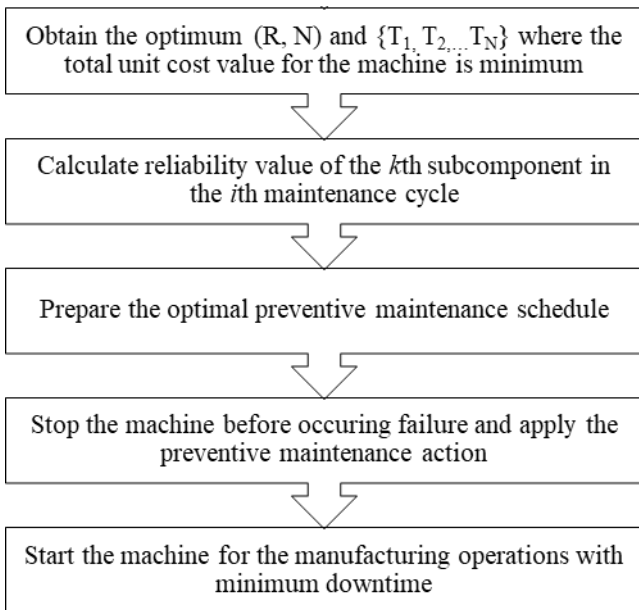 Obtain the optimum (R, N) and {T1, T2,... TN} where the
total unit cost value for the machine is minimum
Calculate reliability value of the kth subcomponent in
the ith maintenance cycle
Prepare the optimal preventive maintenance schedule
Stop the machine before occuring failure and apply the
preventive maintenance action
Start the machine for the manufacturing operations with
minimum downtime